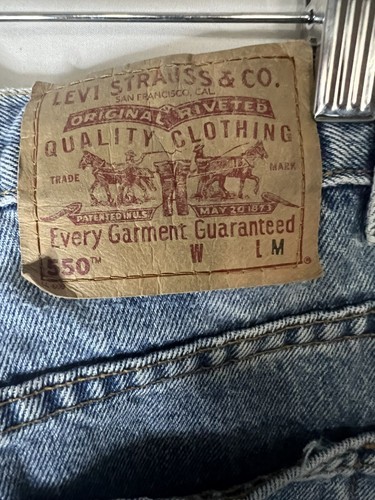 LEVI STRAUSS & CO.
SAN FRANCISCO, CAL.
ORIGINAL RIVETED
QUALITY CLOTHING
TRADE MARK
PATENTED IN U.S. MAY 20 1873
Every Garment Guaranteed
550™ W L M
®